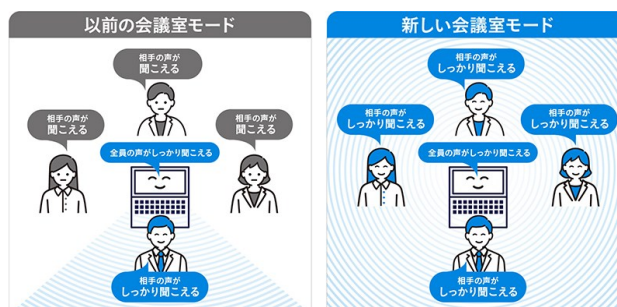 以前の会議室モード
相手の声が
聞こえる
相手の声が
聞こえる
相手の声が
聞こえる
全員の声がしっかり聞こえる
相手の声が
しっかり聞こえる
新しい会議室モード
相手の声が
しっかり聞こえる
相手の声が
しっかり聞こえる
相手の声が
しっかり聞こえる
全員の声がしっかり聞こえる
相手の声が
しっかり聞こえる